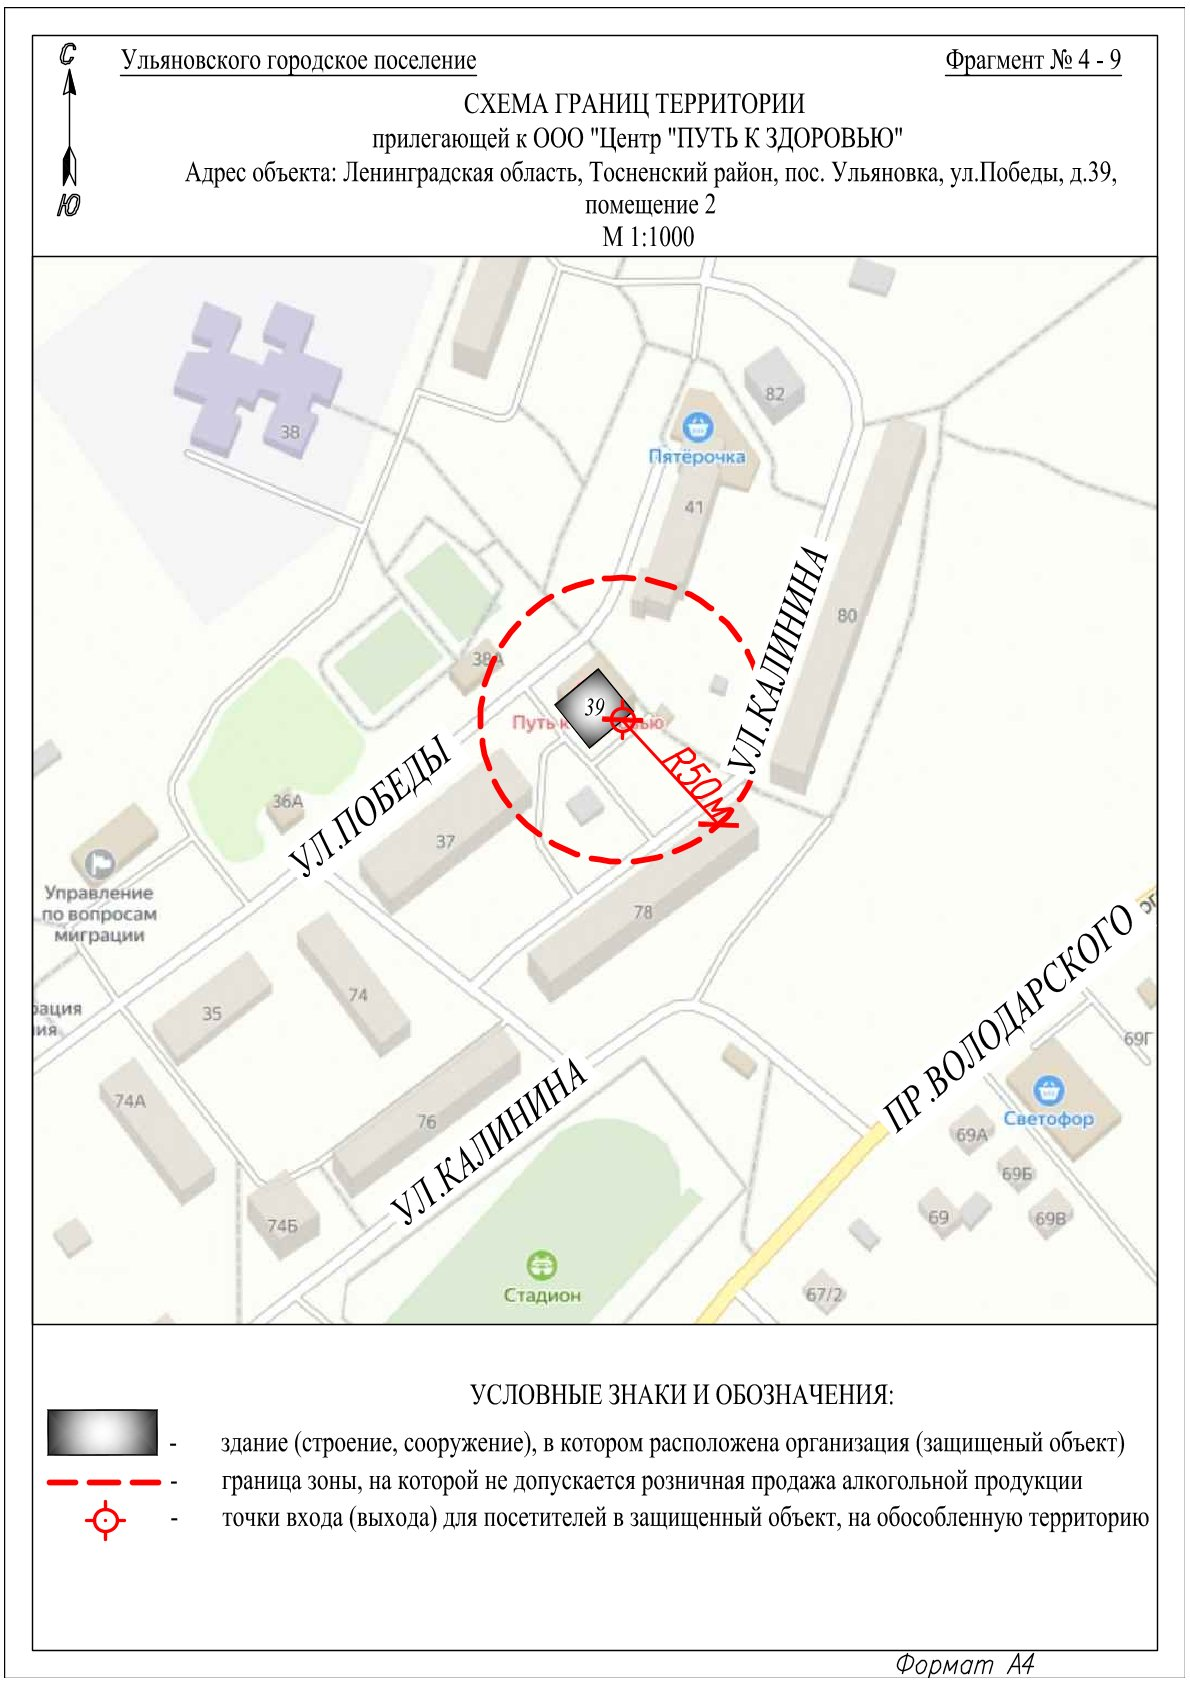 С
Ю
Ульяновского городское поселение
Фрагмент № 4 - 9
СХЕМА ГРАНИЦ ТЕРРИТОРИИ
прилегающей к ООО "Центр "ПУТЬ К ЗДОРОВЬЮ"
Адрес объекта: Ленинградская область, Тосненский район, пос. Ульяновка, ул.Победы, д.39,
помещение 2
М 1:1000
82
38
Пятёрочка
41
УЛ.КАЛИНИНА
80
38А
39
Путь к
R50м
УЛ.ПОБЕДЫ
36А
37
Управление
по вопросам
миграции
78
ПР.ВОЛОДАРСКОГО
74
35
69Г
УЛ.КАЛИНИНА
74А
76
Светофор
69А
69Б
69
69В
74Б
Стадион
67/2
УСЛОВНЫЕ ЗНАКИ И ОБОЗНАЧЕНИЯ:
- здание (строение, сооружение), в котором расположена организация (защищеный объект)
- граница зоны, на которой не допускается розничная продажа алкогольной продукции
- точки входа (выхода) для посетителей в защищенный объект, на обособленную территорию
Формат А4